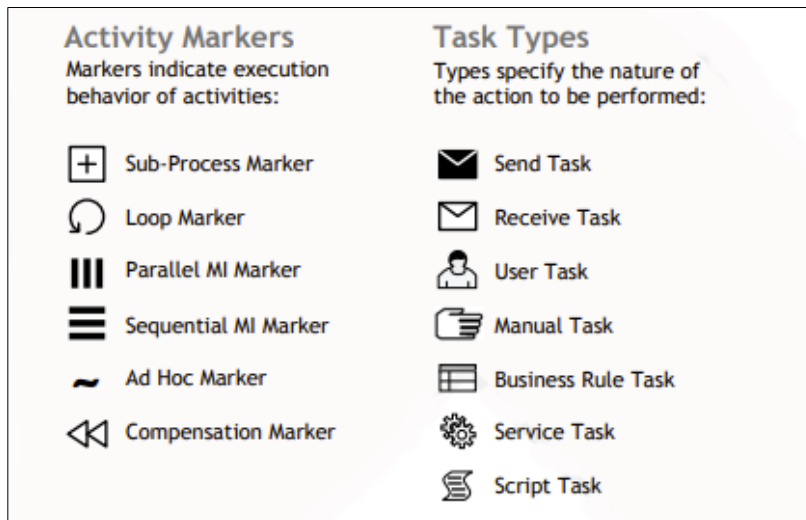 Activity Markers
Markers indicate execution
behavior of activities:
Sub-Process Marker
Loop Marker
Parallel MI Marker
Sequential MI Marker
Ad Hoc Marker
Compensation Marker
Task Types
Types specify the nature of
the action to be performed:
Send Task
Receive Task
User Task
Manual Task
Business Rule Task
Service Task
Script Task